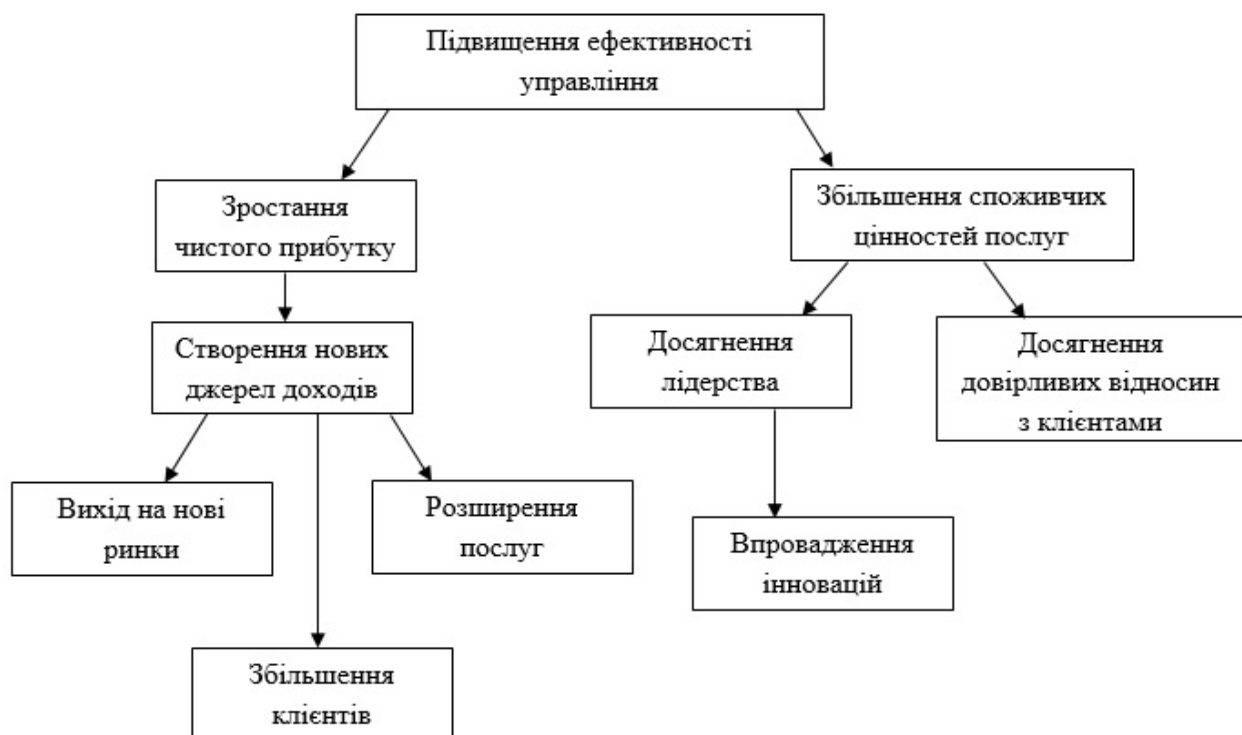 Підвищення ефективності
управління
Зростання
чистого прибутку
Збільшення споживчих
цінностей послуг
Створення нових
джерел доходів
Досягнення
лідерства
Досягнення
довірливих відносин
з клієнтами
Вихід на нові
ринки
Розширення
послуг
Впровадження
інновацій
Збільшення
клієнтів